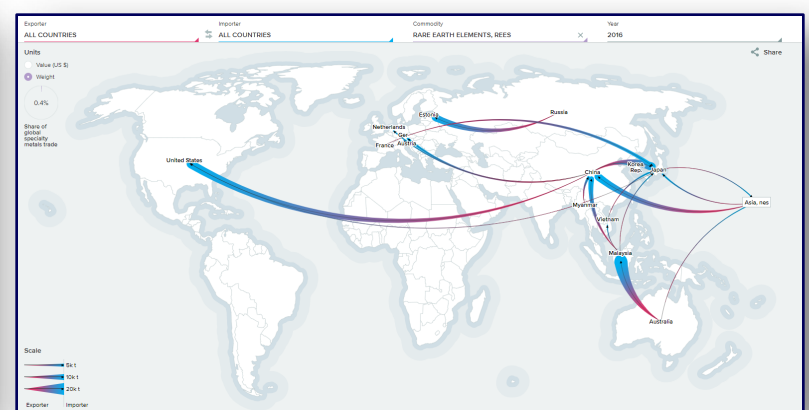 Exporter
ALL COUNTRIES
Importer
ALL COUNTRIES
Commodity
RARE EARTH ELEMENTS, REES
Year
2016
Units
Value (US $)
Weight
0.4%
Share of
global
specialty
metals trade
Share
Russia
Estonia
Netherlands
Ger
France
Austria
United States
Korea
Rep.
Japan
China
Myanmar
Asia, nes
Vietnam
Malaysia
Australia
Scale
5k t
10k t
20k t
Exporter
Importer